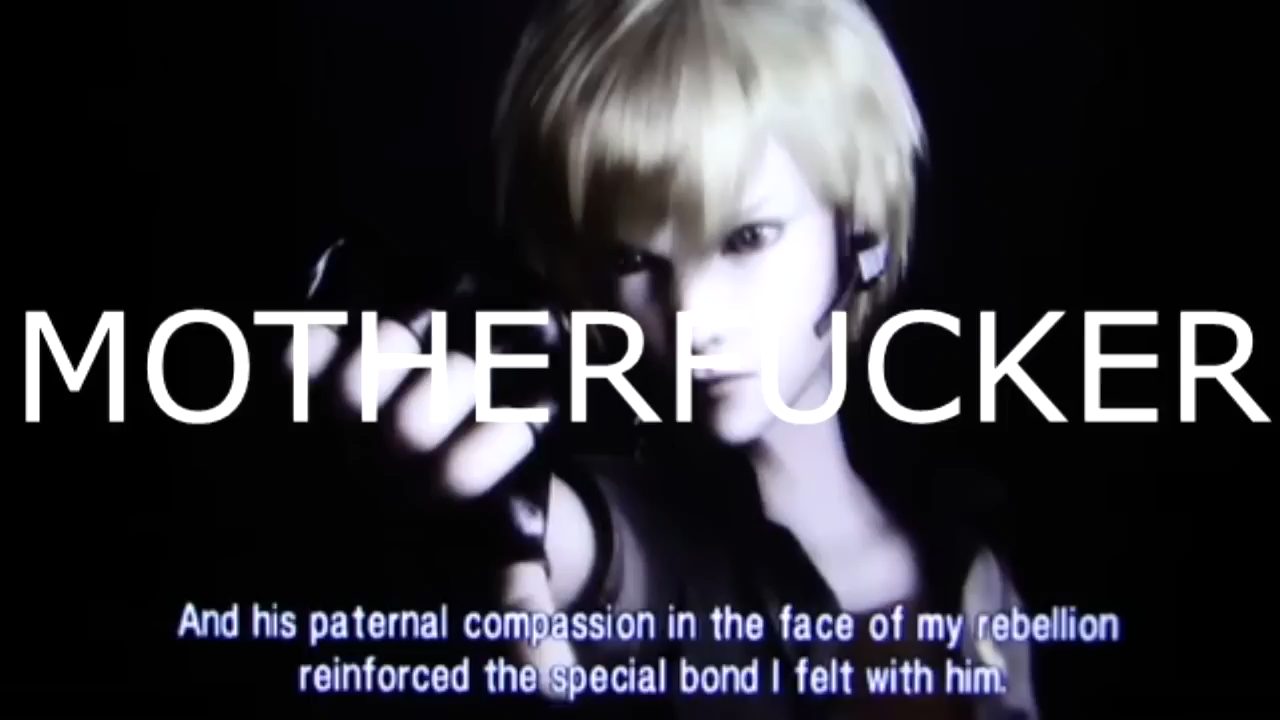 MOTHERFUCKER
And his paternal compassion in the face of my rebellion
reinforced the special bond I felt with him.